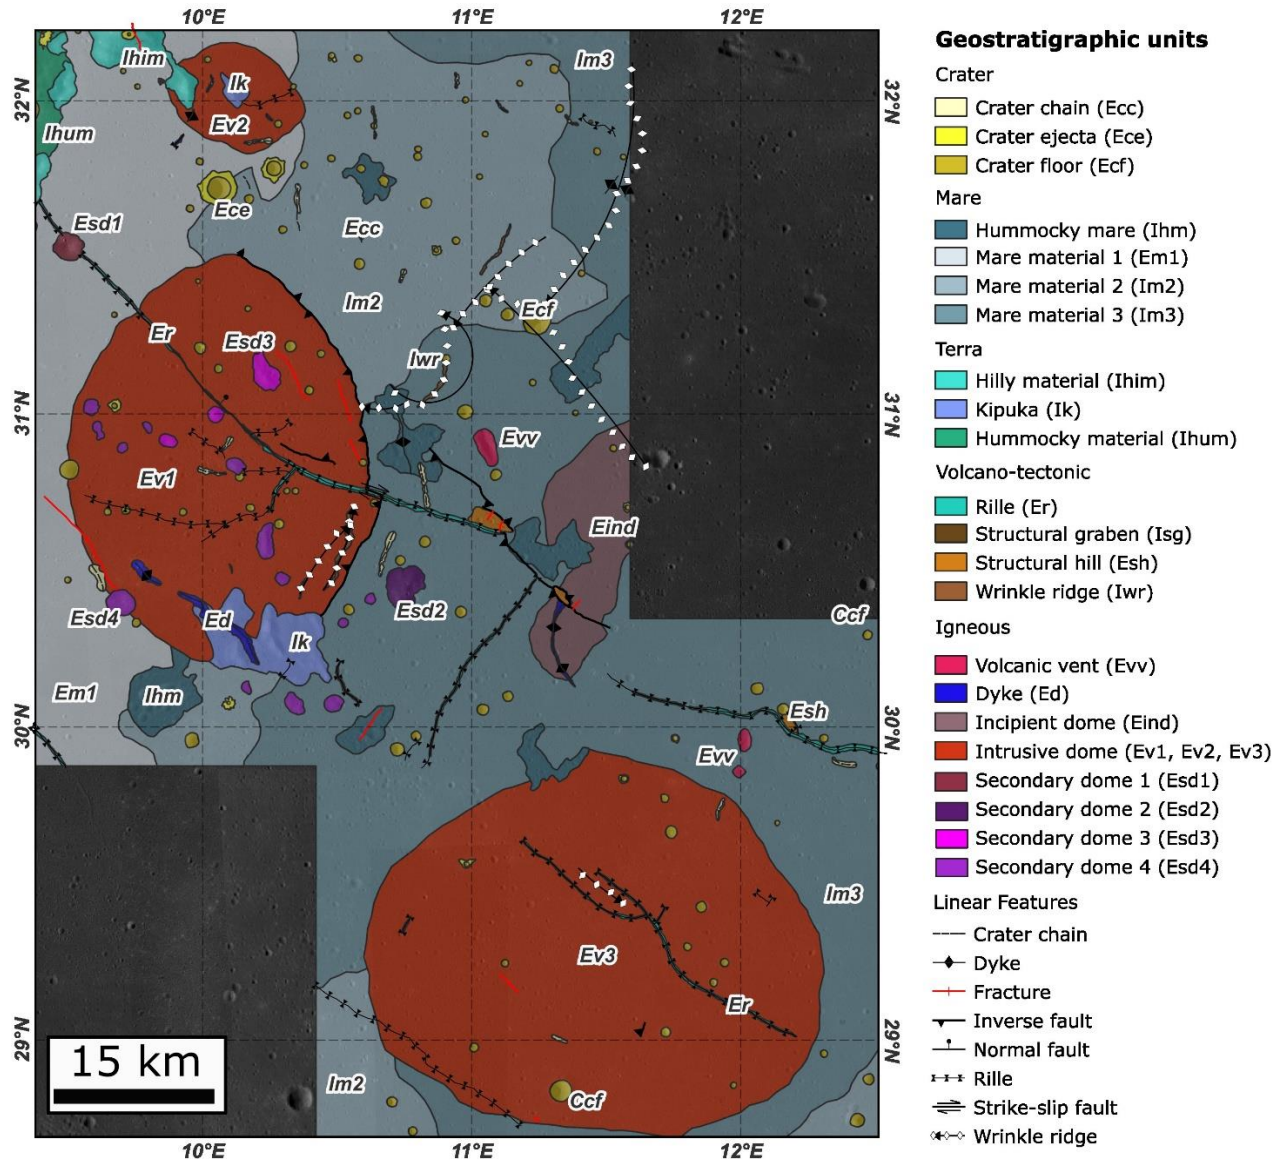 10°E
11°E
12°E
32°N
31°N
30°N
29°N
32°N
31°N
30°N
29°N
10°E
11°E
12°E
Ihim
Ik
Im3
Ihum
Ev2
Ece
Esd1
Ecc
Im2
Er
Ecf
Esd3
Iwr
Evv
Ev1
Eind
Esd4
Ed
Esd2
Ccf
Ik
Em1
Ihm
Esh
Evv
Im3
Ev3
Er
Im2
Ccf
15 km
Geostratigraphic units
Crater
Crater chain (Ecc)
Crater ejecta (Ece)
Crater floor (Ecf)
Mare
Hummocky mare (Ihm)
Mare material 1 (Em1)
Mare material 2 (Im2)
Mare material 3 (Im3)
Terra
Hilly material (Ihim)
Kipuka (Ik)
Hummocky material (Ihum)
Volcano-tectonic
Rille (Er)
Structural graben (Isg)
Structural hill (Esh)
Wrinkle ridge (Iwr)
Igneous
Volcanic vent (Evv)
Dyke (Ed)
Incipient dome (Eind)
Intrusive dome (Ev1, Ev2, Ev3)
Secondary dome 1 (Esd1)
Secondary dome 2 (Esd2)
Secondary dome 3 (Esd3)
Secondary dome 4 (Esd4)
Linear Features
Crater chain
Dyke
Fracture
Inverse fault
Normal fault
Rille
Strike-slip fault
Wrinkle ridge